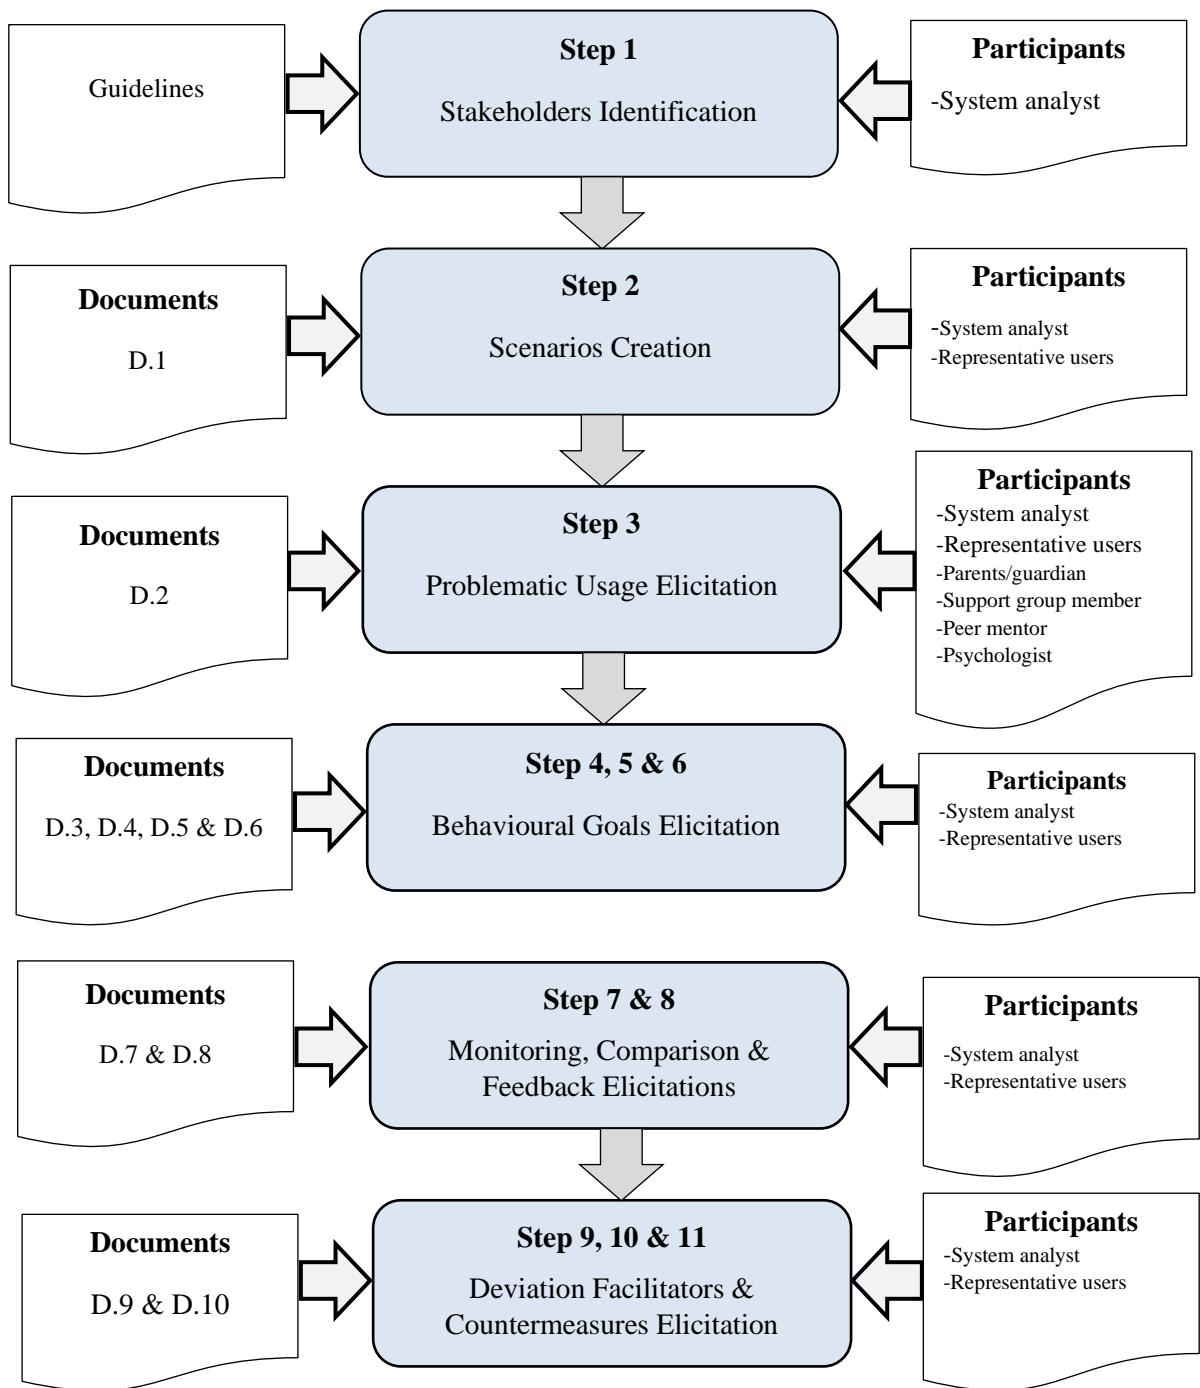 Guidelines
Step 1
Stakeholders Identification
Participants
-System analyst
Documents
D.1
Step 2
Scenarios Creation
Participants
-System analyst
-Representative users
Documents
D.2
Step 3
Problematic Usage Elicitation
Participants
-System analyst
-Representative users
-Parents/guardian
-Support group member
-Peer mentor
-Psychologist
Documents
D.3, D.4, D.5 & D.6
Step 4, 5 & 6
Behavioural Goals Elicitation
Participants
-System analyst
-Representative users
Documents
D.7 & D.8
Step 7 & 8
Monitoring, Comparison &
Feedback Elicitations
Participants
-System analyst
-Representative users
Documents
D.9 & D.10
Step 9, 10 & 11
Deviation Facilitators &
Countermeasures Elicitation
Participants
-System analyst
-Representative users